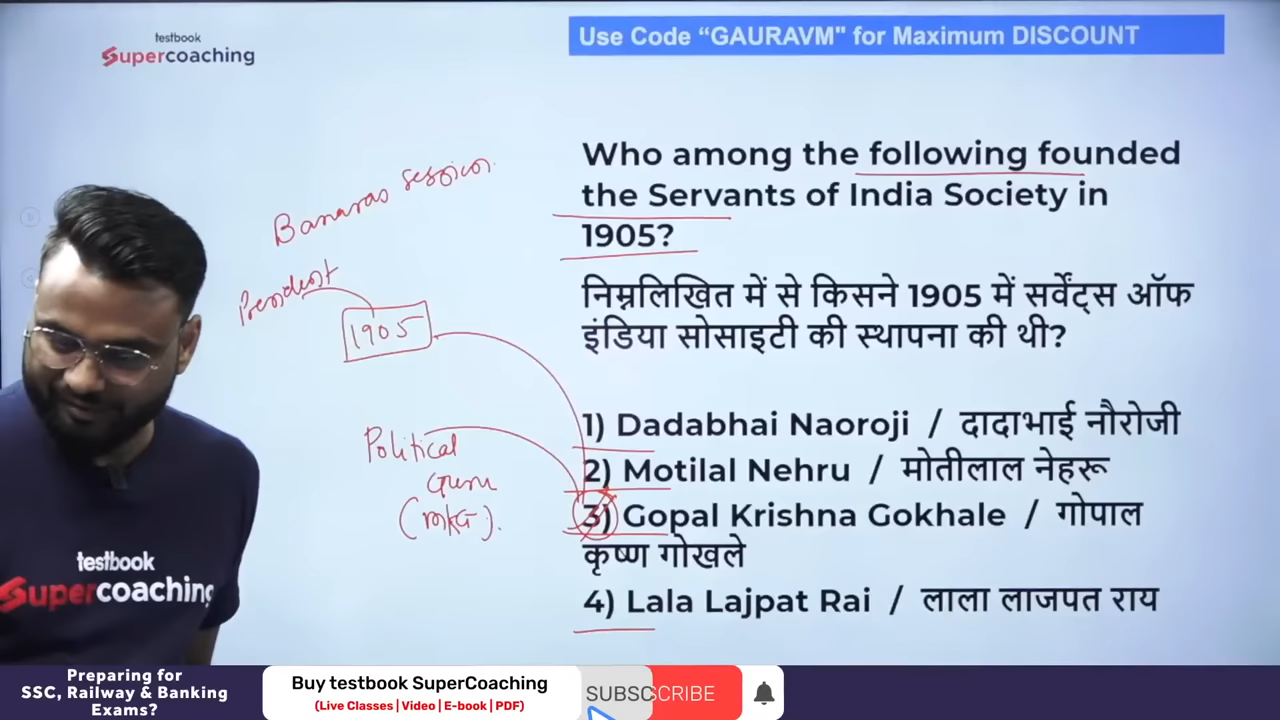 testbook
Supercoaching
Use Code “GAURAVM" for Maximum DISCOUNT
Who among the following founded
the Servants of India Society in
1905?
निम्नलिखित में से किसने 1905 में सर्वेंट्स ऑफ
इंडिया सोसाइटी की स्थापना की थी?
1) Dadabhai Naoroji / दादाभाई नौरोजी
2) Motilal Nehru / मोतीलाल नेहरू
3) Gopal Krishna Gokhale / गोपाल
कृष्ण गोखले
4) Lala Lajpat Rai / लाला लाजपत राय
Banaras session
President
1905
Political
Guru
(MKG).
testbook
Supercoaching
Preparing for
SSC, Railway & Banking
Exams?
Buy testbook SuperCoaching
(Live Classes | Video | E-book | PDF)
SUBSCRIBE